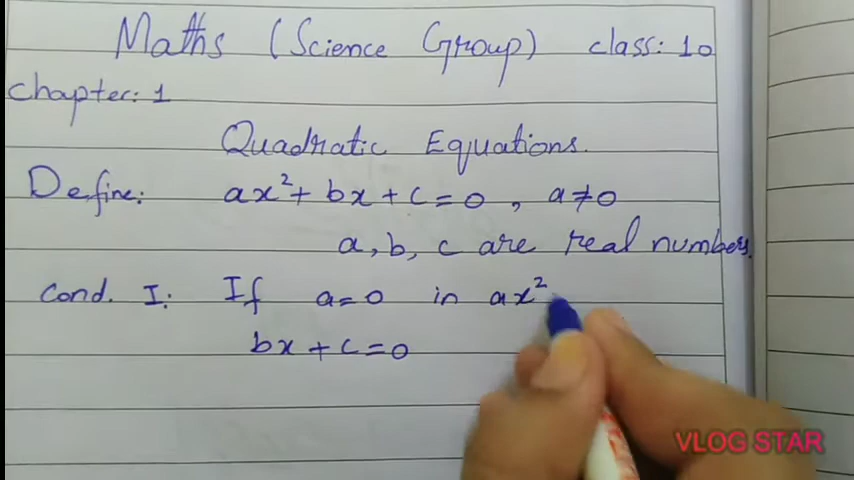 Maths (Science Group) class: 10
Chapter: 1
Quadratic Equations.
Define: ax²+ bx + c = 0 , a ≠ 0
a, b, c are real numbers.
Cond. I: If a = 0 in ax²
bx + c = 0
VLOG STAR